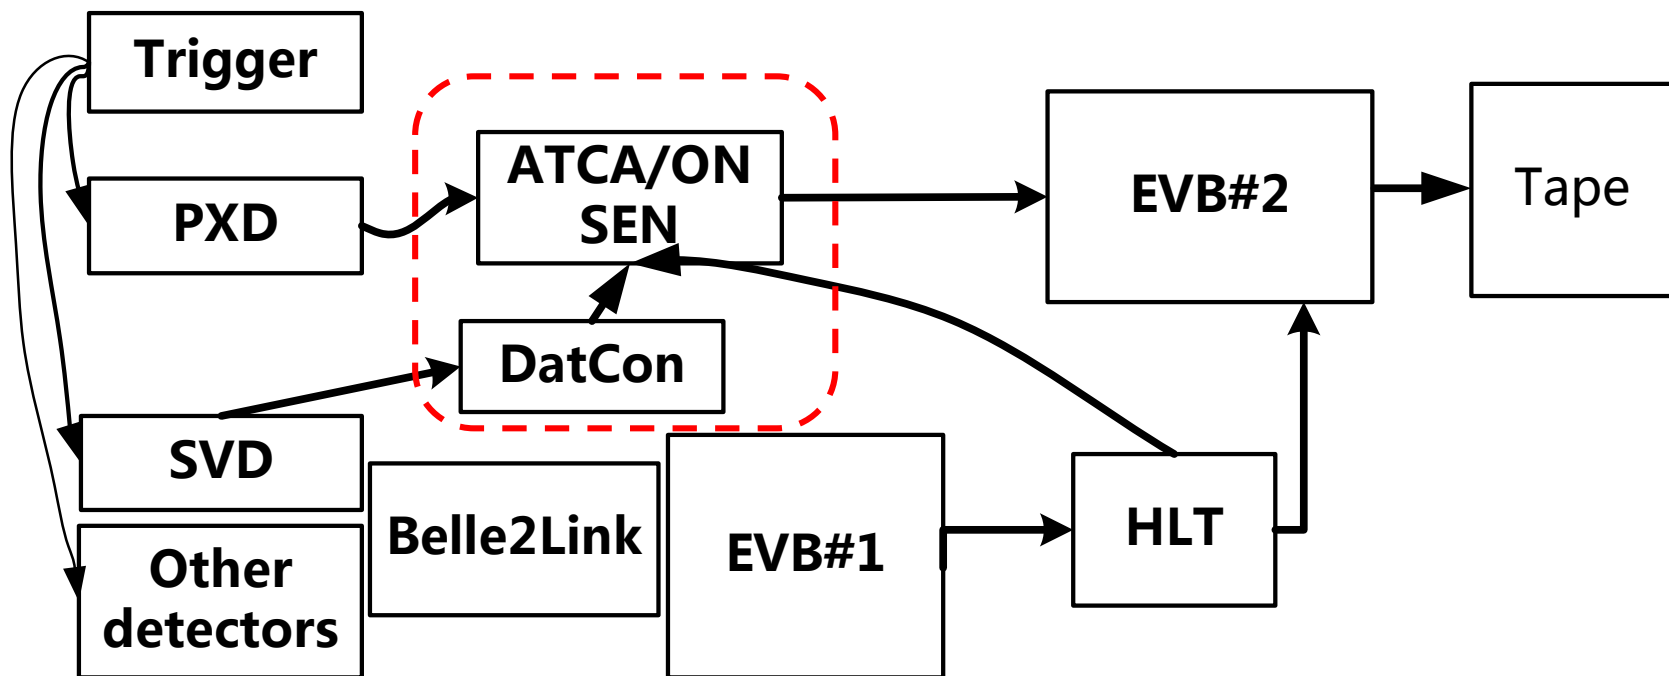 Trigger
PXD
ATCA/ON
SEN
EVB#2
Tape
DatCon
SVD
Belle2Link
EVB#1
HLT
Other
detectors